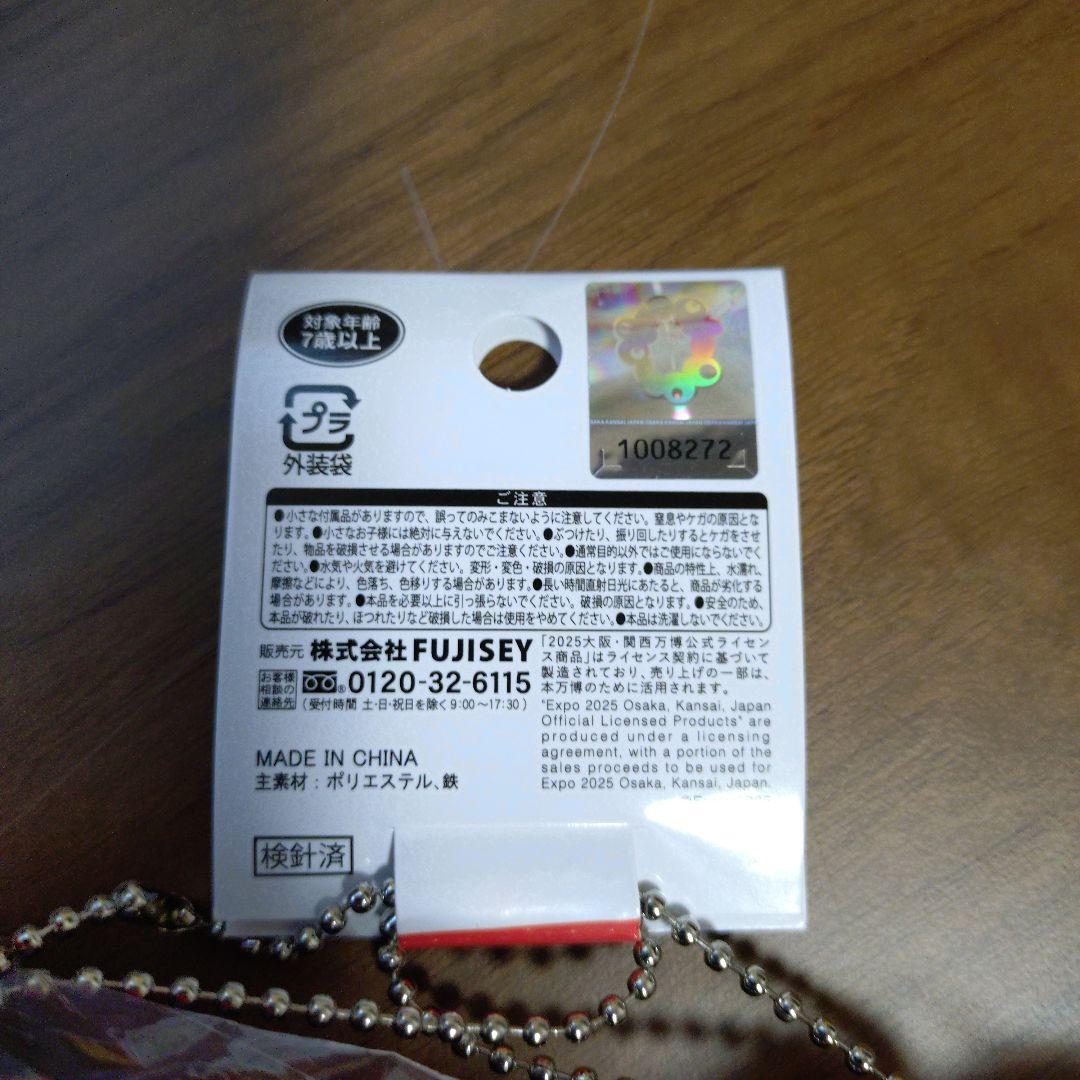 対象年齢
7歳以上
プラ
外装袋
1008272
ご注意
●小さな付属品がありますので、誤ってのみこまないように注意してください。窒息やケガの原因とな
ります。●小さなお子様には絶対に与えないでください。●ぶつけたり、振り回したりするとケガをさせ
たり、物品を破損させる場合がありますのでご注意ください。●通常目的以外ではご使用にならないでく
ださい。●水気や火気を避けてください。変形・変色・破損の原因となります。●商品の特性上、水濡れ、
摩擦などにより、色落ち、色移りする場合があります。●長い時間直射日光にあたると、商品が劣化する
場合があります。●本品を必要以上に引っ張らないでください。破損の原因となります。●安全のため、
本品が破れたり、ほつれたりなど破損した場合は使用をやめてください。●本品は洗濯しないでください。
販売元 株式会社FUJISEY
お客様
相談の
連絡先
0120-32-6115
(受付時間 土・日・祝日を除く9:00〜17:30)
MADE IN CHINA
主素材:ポリエステル、鉄
検針済
「2025大阪・関西万博公式ライセン
ス商品」はライセンス契約に基づいて
製造されており、売り上げの一部は、
本万博のために活用されます。
"Expo 2025 Osaka, Kansai, Japan
Official Licensed Products" are
produced under a licensing
agreement, with a portion of the
sales proceeds to be used for
Expo 2025 Osaka, Kansai, Japan.